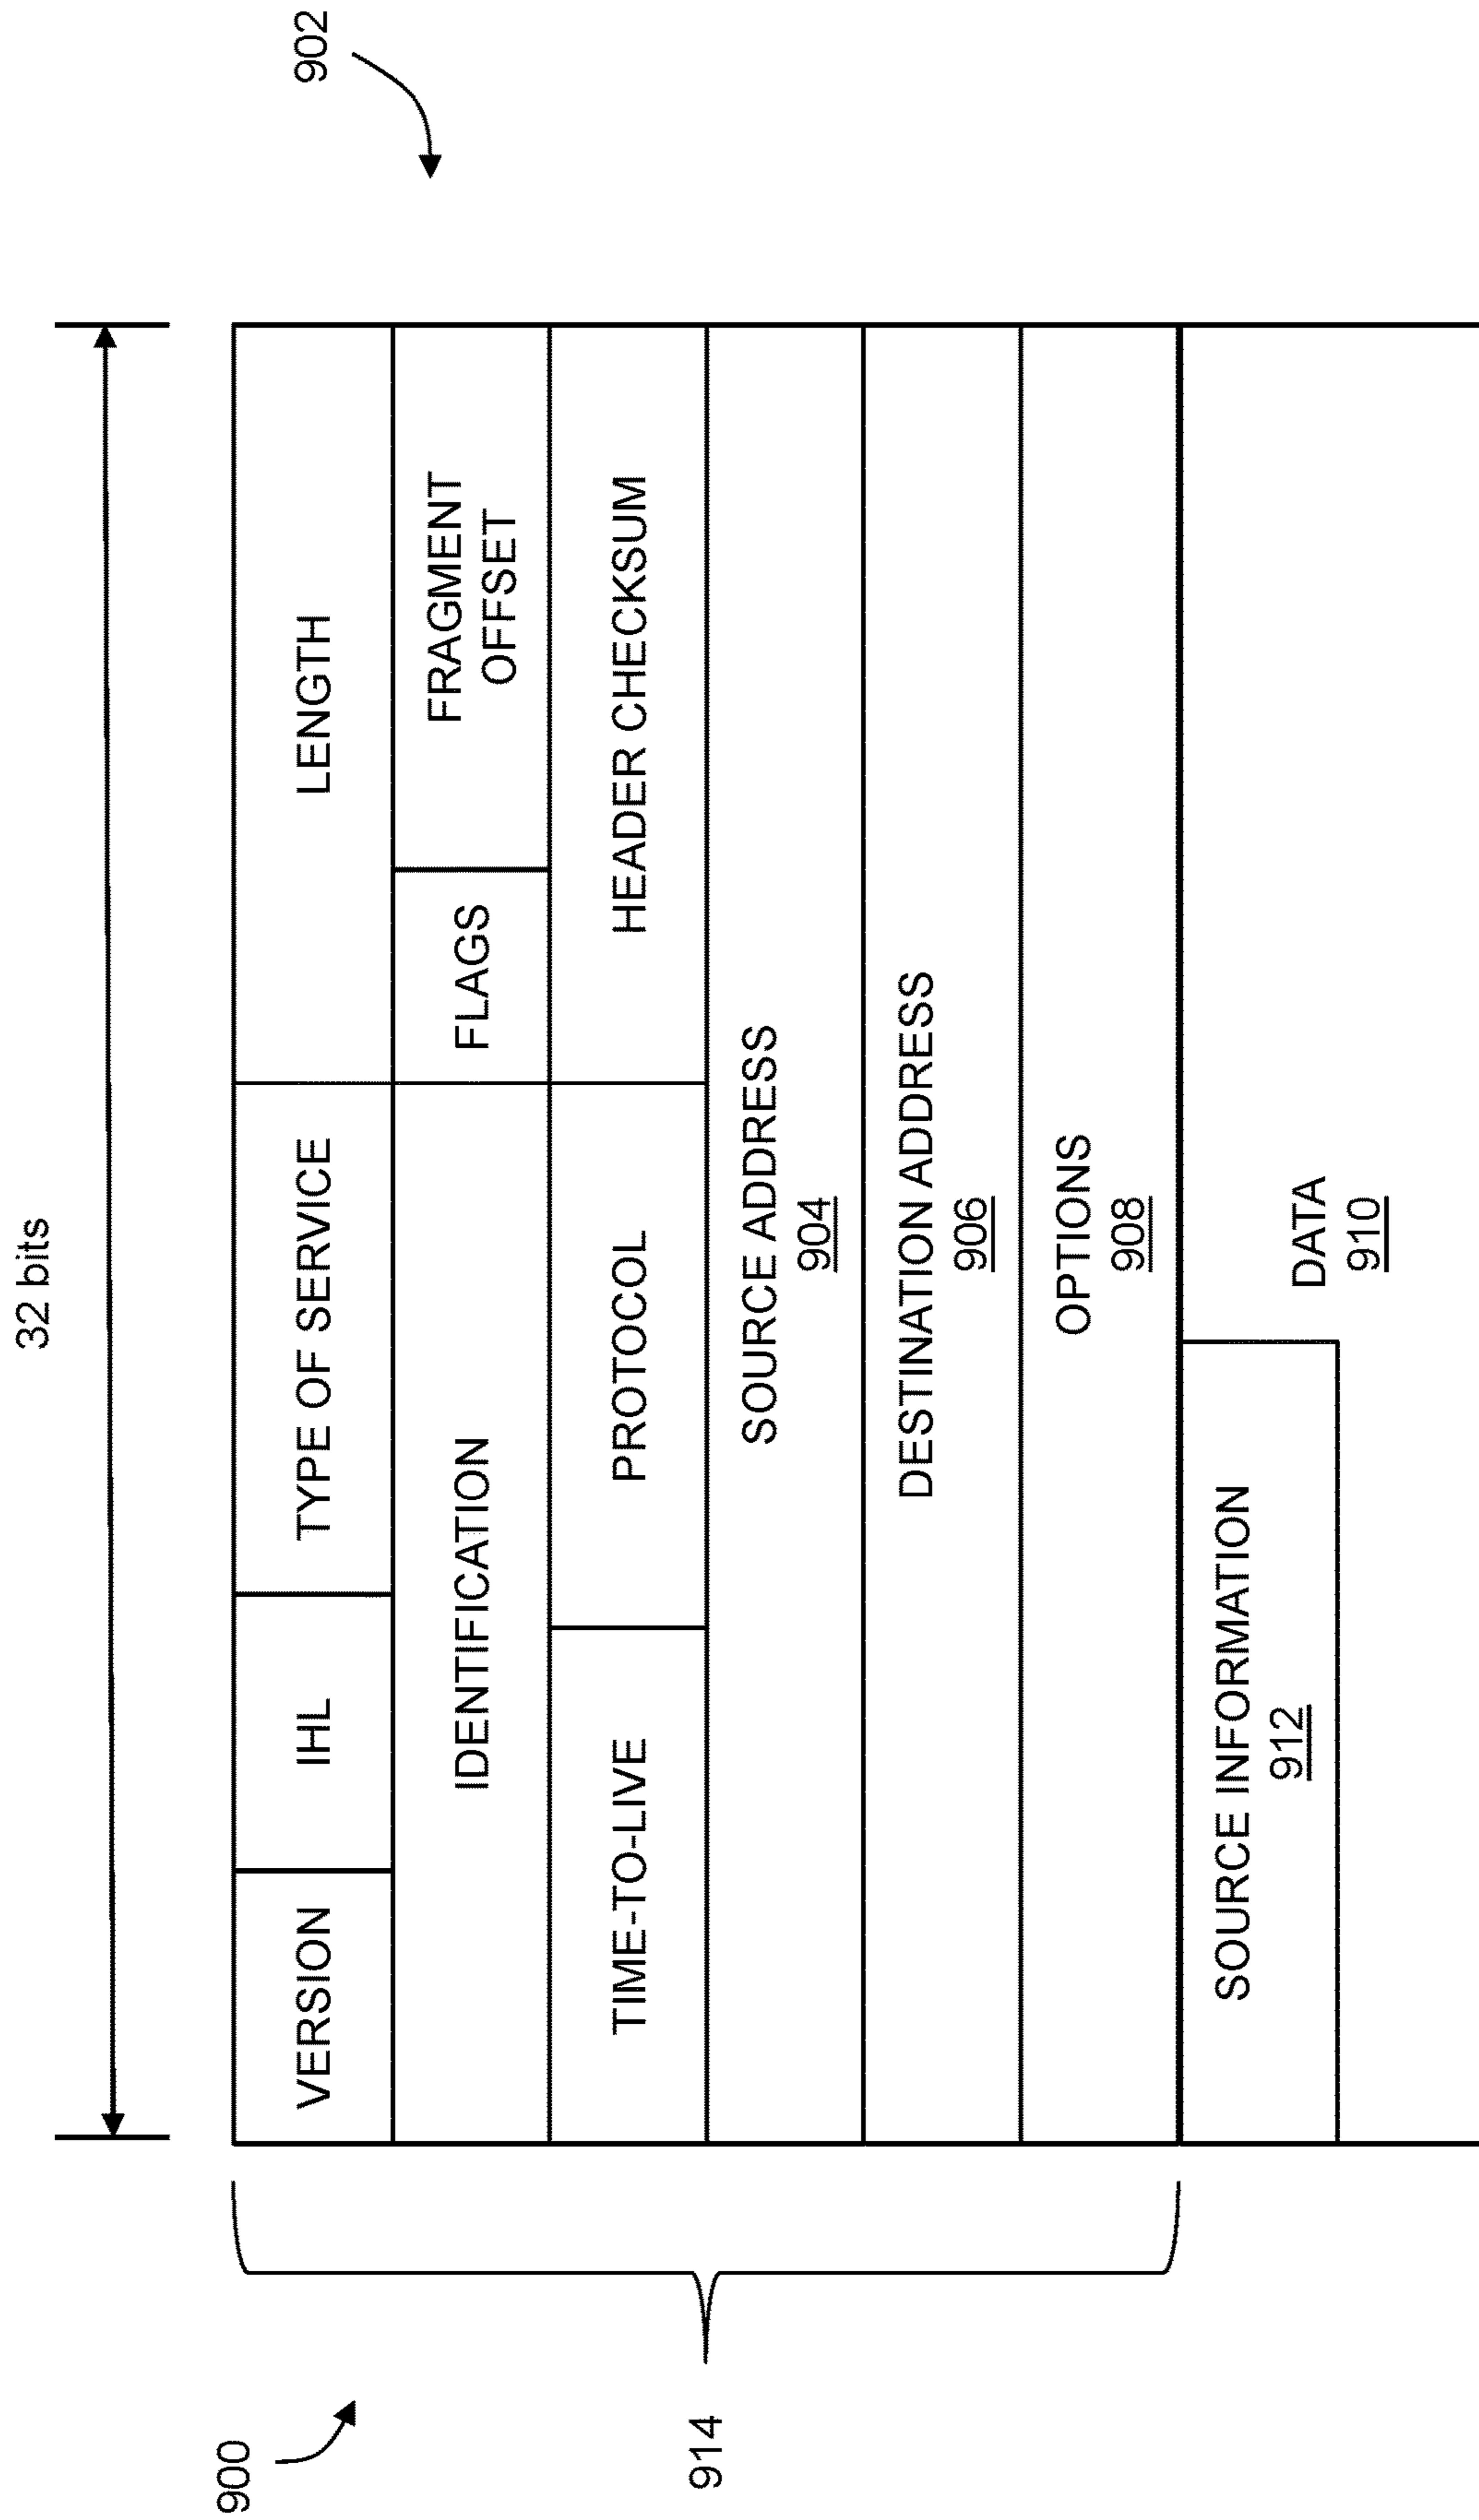 900
902
32 bits
VERSION
IHL
TYPE OF SERVICE
LENGTH
IDENTIFICATION
FLAGS
FRAGMENT
OFFSET
TIME-TO-LIVE
PROTOCOL
HEADER CHECKSUM
914
SOURCE ADDRESS
904
DESTINATION ADDRESS
906
OPTIONS
908
SOURCE INFORMATION
912
DATA
910